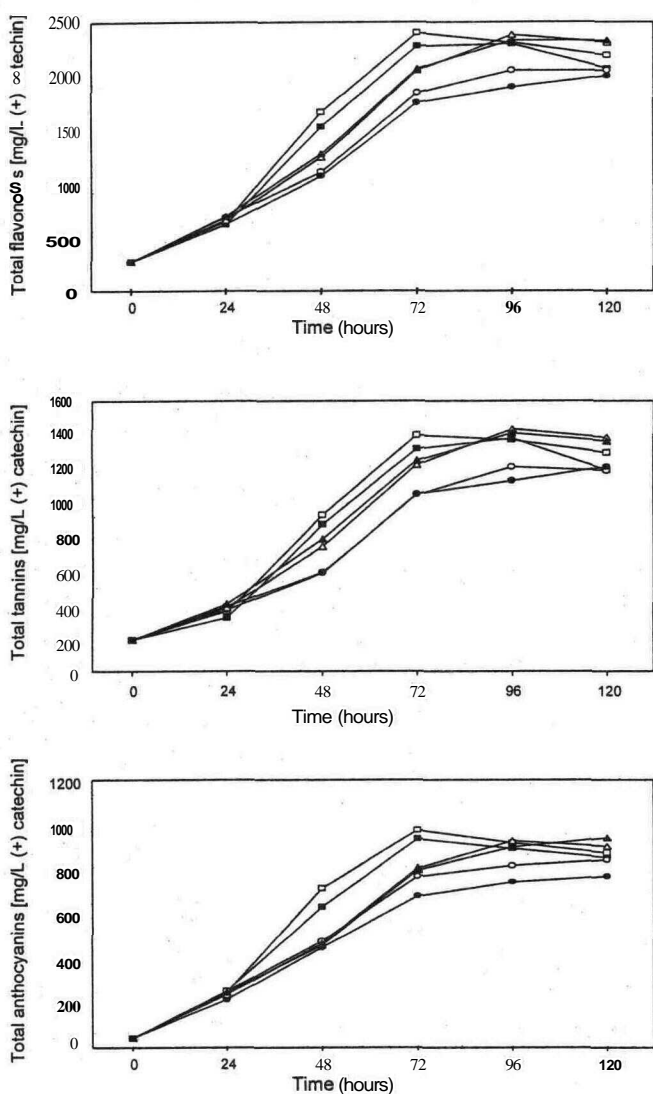 Total flavonoSo s [mg/L (+) ∞techin]
2500
2000
1500
1000
500
0
0 24 48 72 96 120
Time (hours)
Total tannins [mg/L (+) catechin]
1600
1400
1200
1000
800
600
400
200
0
0 24 48 72 96 120
Time (hours)
Total anthocyanins [mg/L (+) catechin]
1200
1000
800
600
400
200
0
0 24 48 72 96 120
Time (hours)